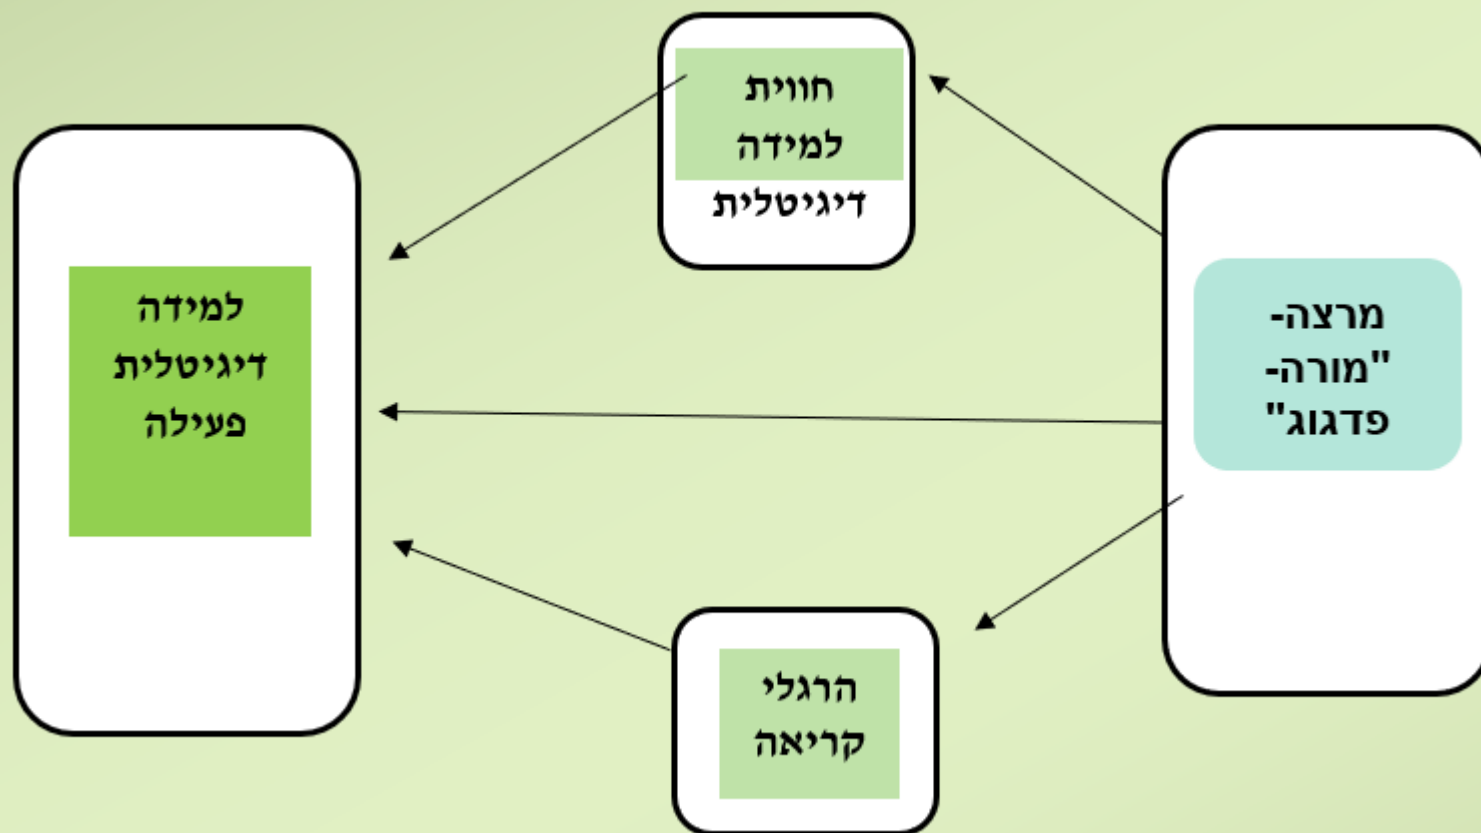 חווית
למידה
דיגיטלית
מרצה-
"מורה-
פדגוג"
למידה
דיגיטלית
פעילה
הרגלי
קריאה